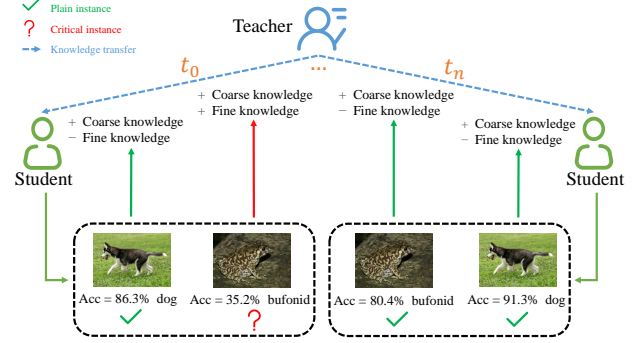 Plain instance
? Critical instance
Knowledge transfer
Teacher
t₀
...
tₙ
+ Coarse knowledge
− Fine knowledge
+ Coarse knowledge
+ Fine knowledge
+ Coarse knowledge
− Fine knowledge
+ Coarse knowledge
− Fine knowledge
Student
Student
Acc = 86.3% dog
Acc = 35.2% bufonid
?
Acc = 80.4% bufonid
Acc = 91.3% dog